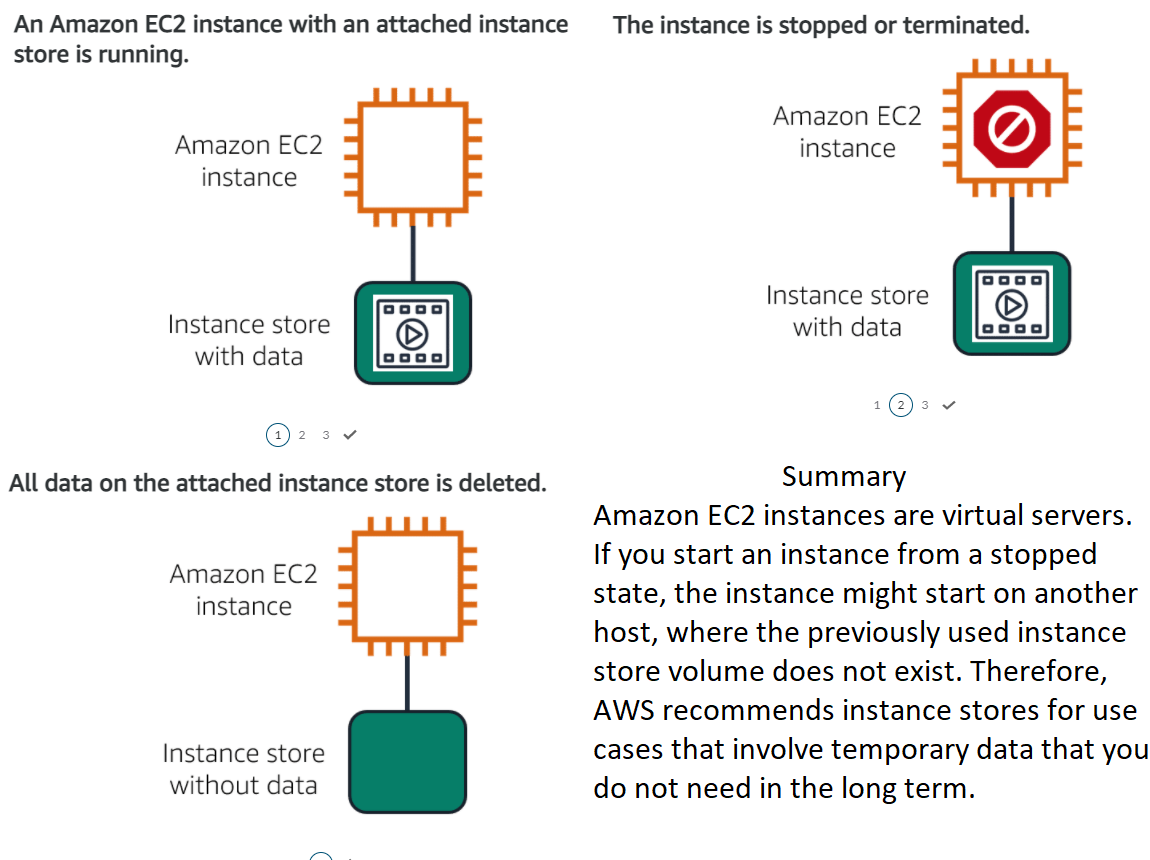 An Amazon EC2 instance with an attached instance
store is running.
Amazon EC2
instance
Instance store
with data
1 2 3
The instance is stopped or terminated.
Amazon EC2
instance
Instance store
with data
1 2 3
All data on the attached instance store is deleted.
Amazon EC2
instance
Instance store
without data
Summary
Amazon EC2 instances are virtual servers.
If you start an instance from a stopped
state, the instance might start on another
host, where the previously used instance
store volume does not exist. Therefore,
AWS recommends instance stores for use
cases that involve temporary data that you
do not need in the long term.